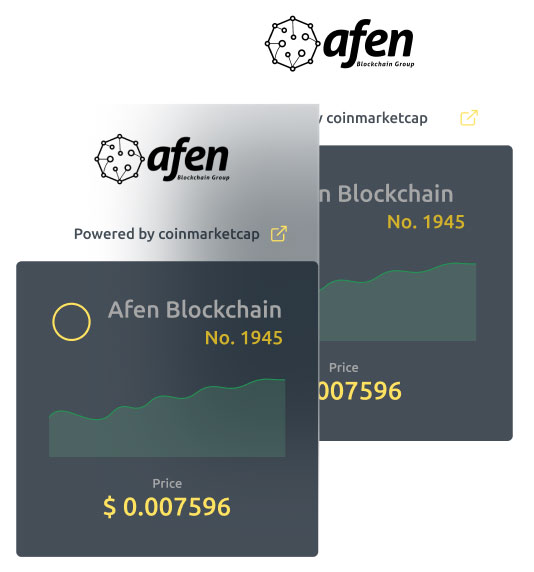 afen
Blockchain Group
y coinmarketcap
n Blockchain
No. 1945
Price
.007596
afen
Blockchain Group
Powered by coinmarketcap
Afen Blockchain
No. 1945
Price
$ 0.007596